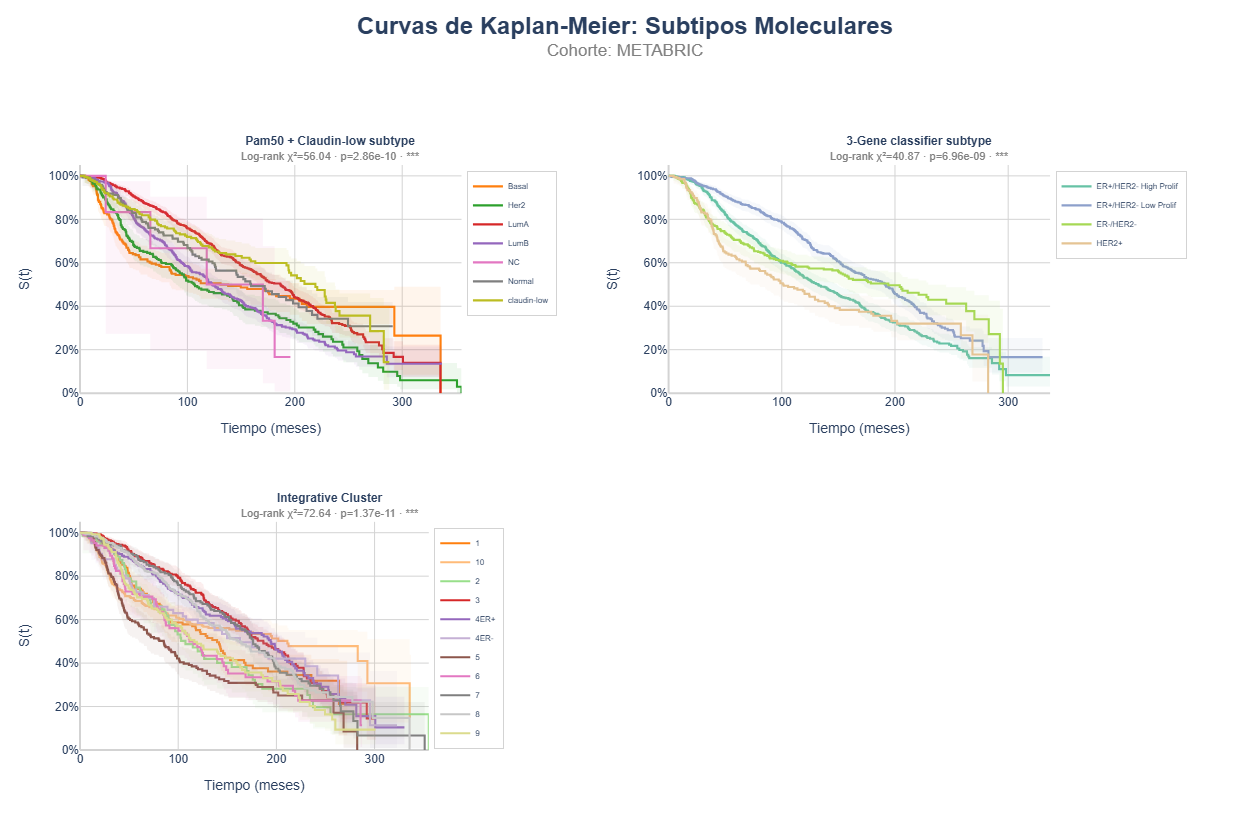 Curvas de Kaplan-Meier: Subtipos Moleculares
Cohorte: METABRIC
Pam50 + Claudin-low subtype
Log-rank χ²=56.04 · p=2.86e-10 · ***
100%
80%
60%
40%
20%
0%
S(t)
0
100
200
300
Tiempo (meses)
Basal
Her2
LumA
LumB
NC
Normal
claudin-low
3-Gene classifier subtype
Log-rank χ²=40.87 · p=6.96e-09 · ***
100%
80%
60%
40%
20%
0%
S(t)
0
100
200
300
Tiempo (meses)
ER+/HER2- High Prolif
ER+/HER2- Low Prolif
ER-/HER2-
HER2+
Integrative Cluster
Log-rank χ²=72.64 · p=1.37e-11 · ***
100%
80%
60%
40%
20%
0%
S(t)
0
100
200
300
Tiempo (meses)
1
10
2
3
4ER+
4ER-
5
6
7
8
9